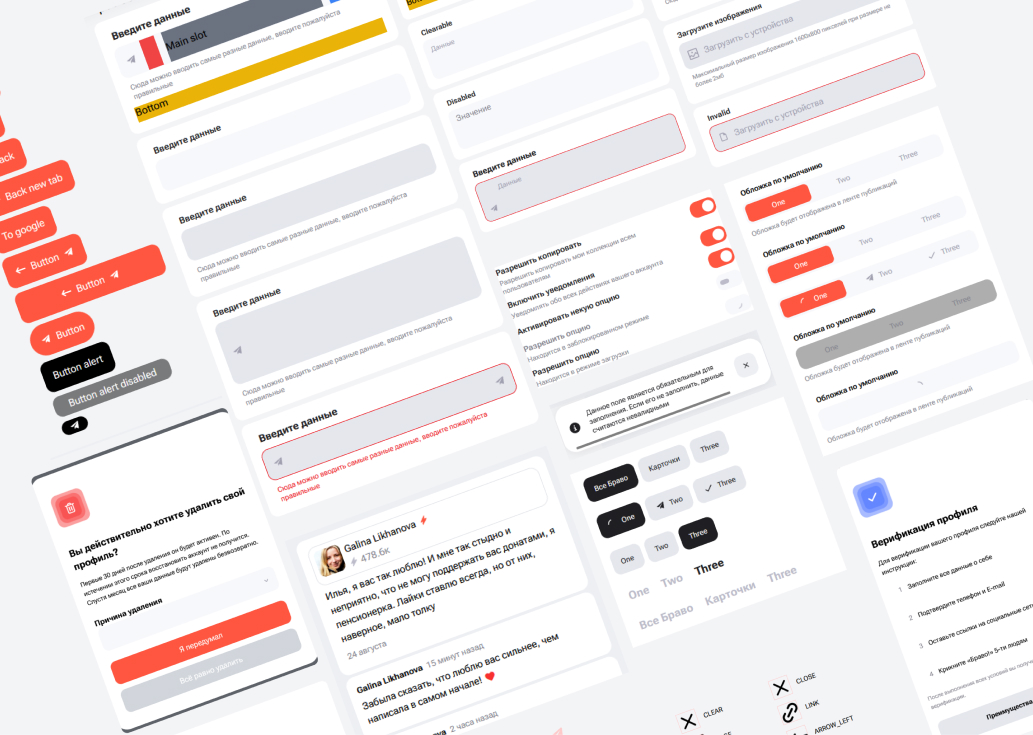 ack
Back new tab
To google
Button
Button
Button
Button alert
Button alert disabled
Вы действительно хотите удалить свой
профиль?
Первые 30 дней после удаления он будет активен. По
истечении этого срока восстановить аккаунт не получится.
Спустя месяц все ваши данные будут удалены безвозвратно.
Причина удаления
Я передумал
Всё равно удалить
Введите данные
Main slot
Сюда можно вводить самые разные данные, вводите пожалуйста
правильные
Bottom
Введите данные
Введите данные
Сюда можно вводить самые разные данные, вводите пожалуйста
правильные
Введите данные
Сюда можно вводить самые разные данные, вводите пожалуйста
правильные
Введите данные
Сюда можно вводить самые разные данные, вводите пожалуйста
правильные
Galina Likhanova
478.6к
Илья, я вас так люблю! И мне так стыдно и
неприятно, что не могу поддержать вас донатами, я
пенсионерка. Лайки ставлю всегда, но от них,
наверное, мало толку
24 августа
Galina Likhanova 15 минут назад
Забыла сказать, что люблю вас сильнее, чем
написала в самом начале!
2 часа назад
Clearable
Данные
Disabled
Значение
Введите данные
Данные
Разрешить копировать
Разрешить копировать мои коллекции всем
пользователям
Включить уведомления
Уведомлять обо всех действиях вашего аккаунта
Активировать некую опцию
Разрешить опцию
Находится в заблокированном режиме
Разрешить опцию
Находится в режиме загрузки
Данное поле является обязательным для
заполнения. Если его не заполнить, данные
считаются невалидными
Все Браво
Карточки
Three
One
Two
Three
One
Two
Three
One
Two
Three
Все Браво
Карточки
Three
CLEAR
CLOSE
LINK
ARROW_LEFT
Загрузите изображения
Загрузить с устройства
Максимальный размер изображения 1600x800 пикселей при размере не
более 2мб
Invalid
Загрузить с устройства
Обложка по умолчанию
One
Two
Three
Обложка будет отображена в ленте публикаций
Обложка по умолчанию
One
Two
Three
One
Two
Three
Обложка по умолчанию
One
Two
Three
Обложка будет отображена в ленте публикаций
Обложка по умолчанию
Обложка будет отображена в ленте публикаций
Верификация профиля
Для верификации вашего профиля следуйте нашей
инструкции:
1 Заполните все данные о себе
2 Подтвердите телефон и E-mail
3 Оставьте ссылки на социальные
4 Крикните «Браво!» 5-ти людям
После выполнения всех условий вы
верификации.
Преимущества